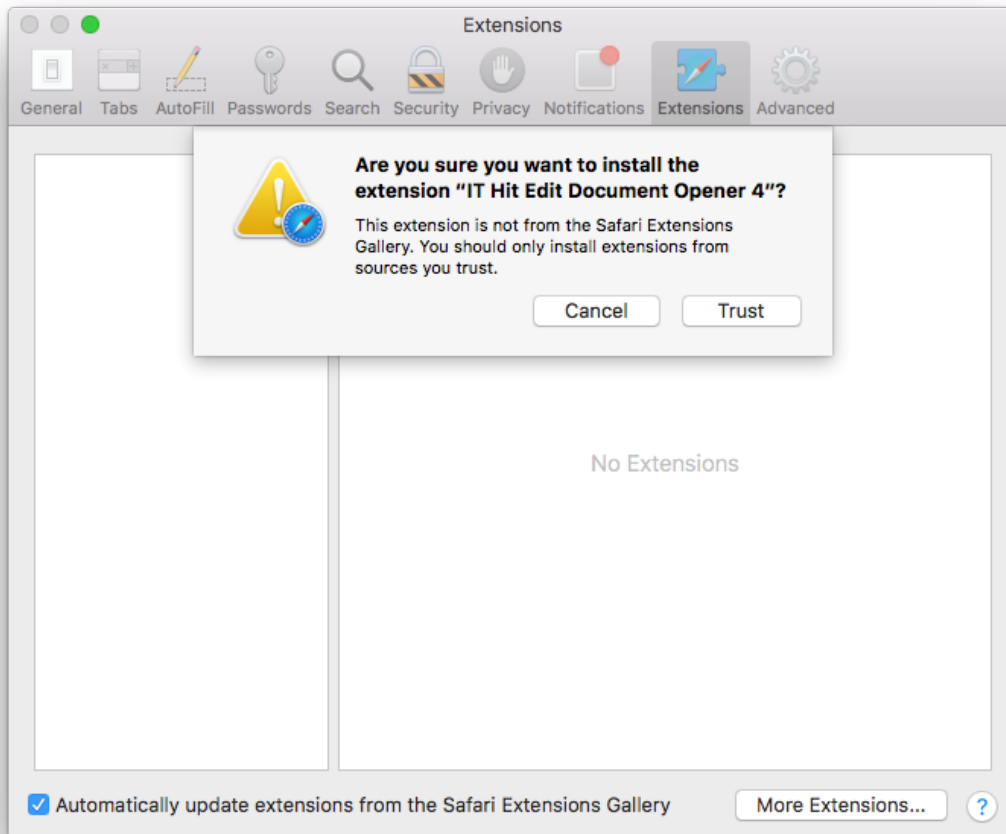 Extensions
General Tabs AutoFill Passwords Search Security Privacy Notifications Extensions Advanced
Are you sure you want to install the
extension “IT Hit Edit Document Opener 4”?
This extension is not from the Safari Extensions
Gallery. You should only install extensions from
sources you trust.
Cancel Trust
No Extensions
Automatically update extensions from the Safari Extensions Gallery More Extensions... ?